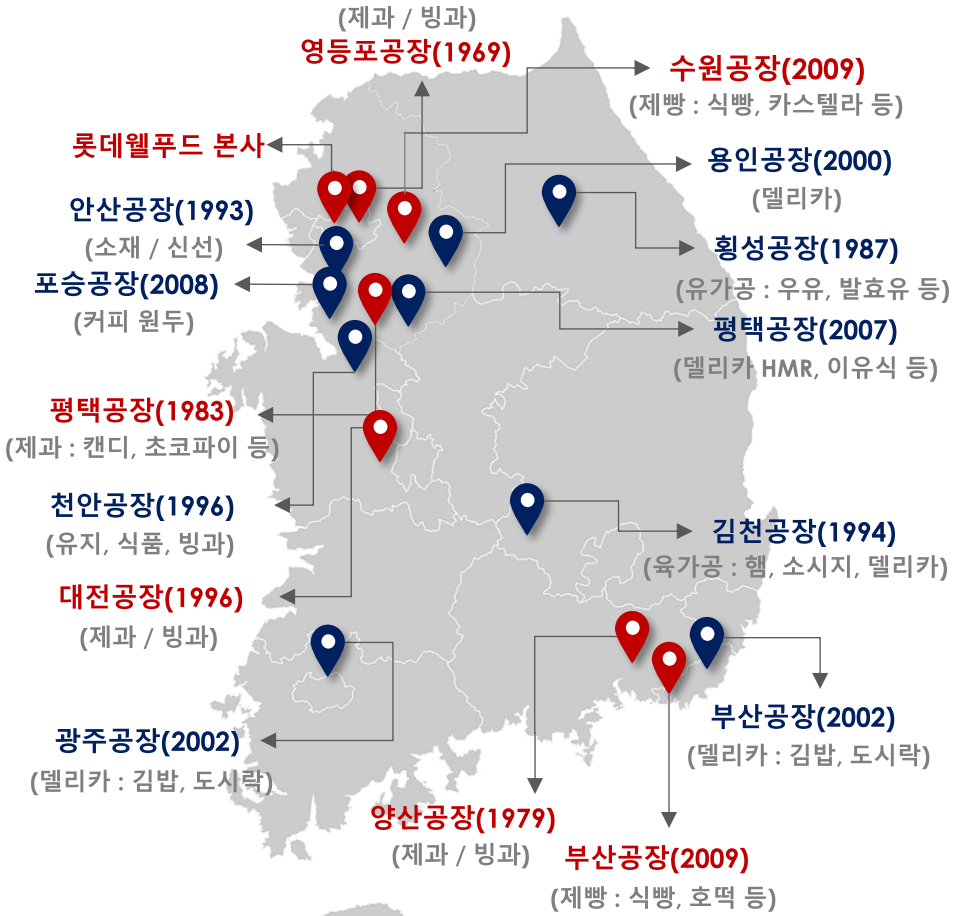 (제과 / 빙과)
영등포공장(1969)
수원공장(2009)
(제빵 : 식빵, 카스텔라 등)
롯데웰푸드 본사
용인공장(2000)
(델리카)
안산공장(1993)
(소재 / 신선)
횡성공장(1987)
(유가공 : 우유, 발효유 등)
포승공장(2008)
(커피 원두)
평택공장(2007)
(델리카 HMR, 이유식 등)
평택공장(1983)
(제과 : 캔디, 초코파이 등)
천안공장(1996)
(유지, 식품, 빙과)
김천공장(1994)
(육가공 : 햄, 소시지, 델리카)
대전공장(1996)
(제과 / 빙과)
부산공장(2002)
(델리카 : 김밥, 도시락)
광주공장(2002)
(델리카 : 김밥, 도시락)
양산공장(1979)
(제과 / 빙과)
부산공장(2009)
(제빵 : 식빵, 호떡 등)